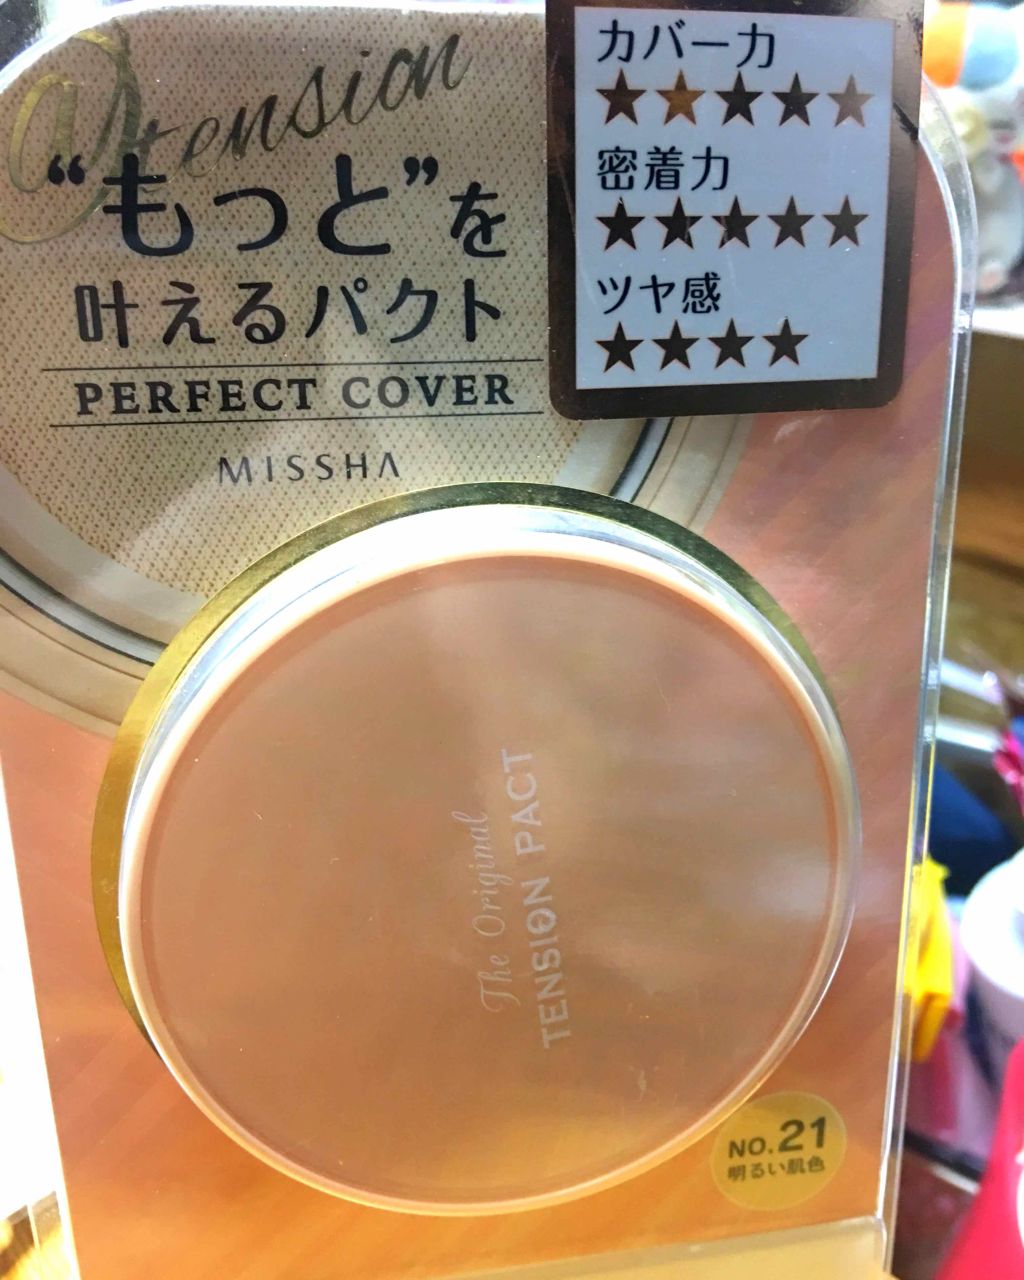 @tension
“もっと”を
叶えるパクト
PERFECT COVER
MISSHA
カバー力
★★★★★
密着力
★★★★★
ツヤ感
★★★★
The Original
TENSION PACT
NO.21
明るい肌色